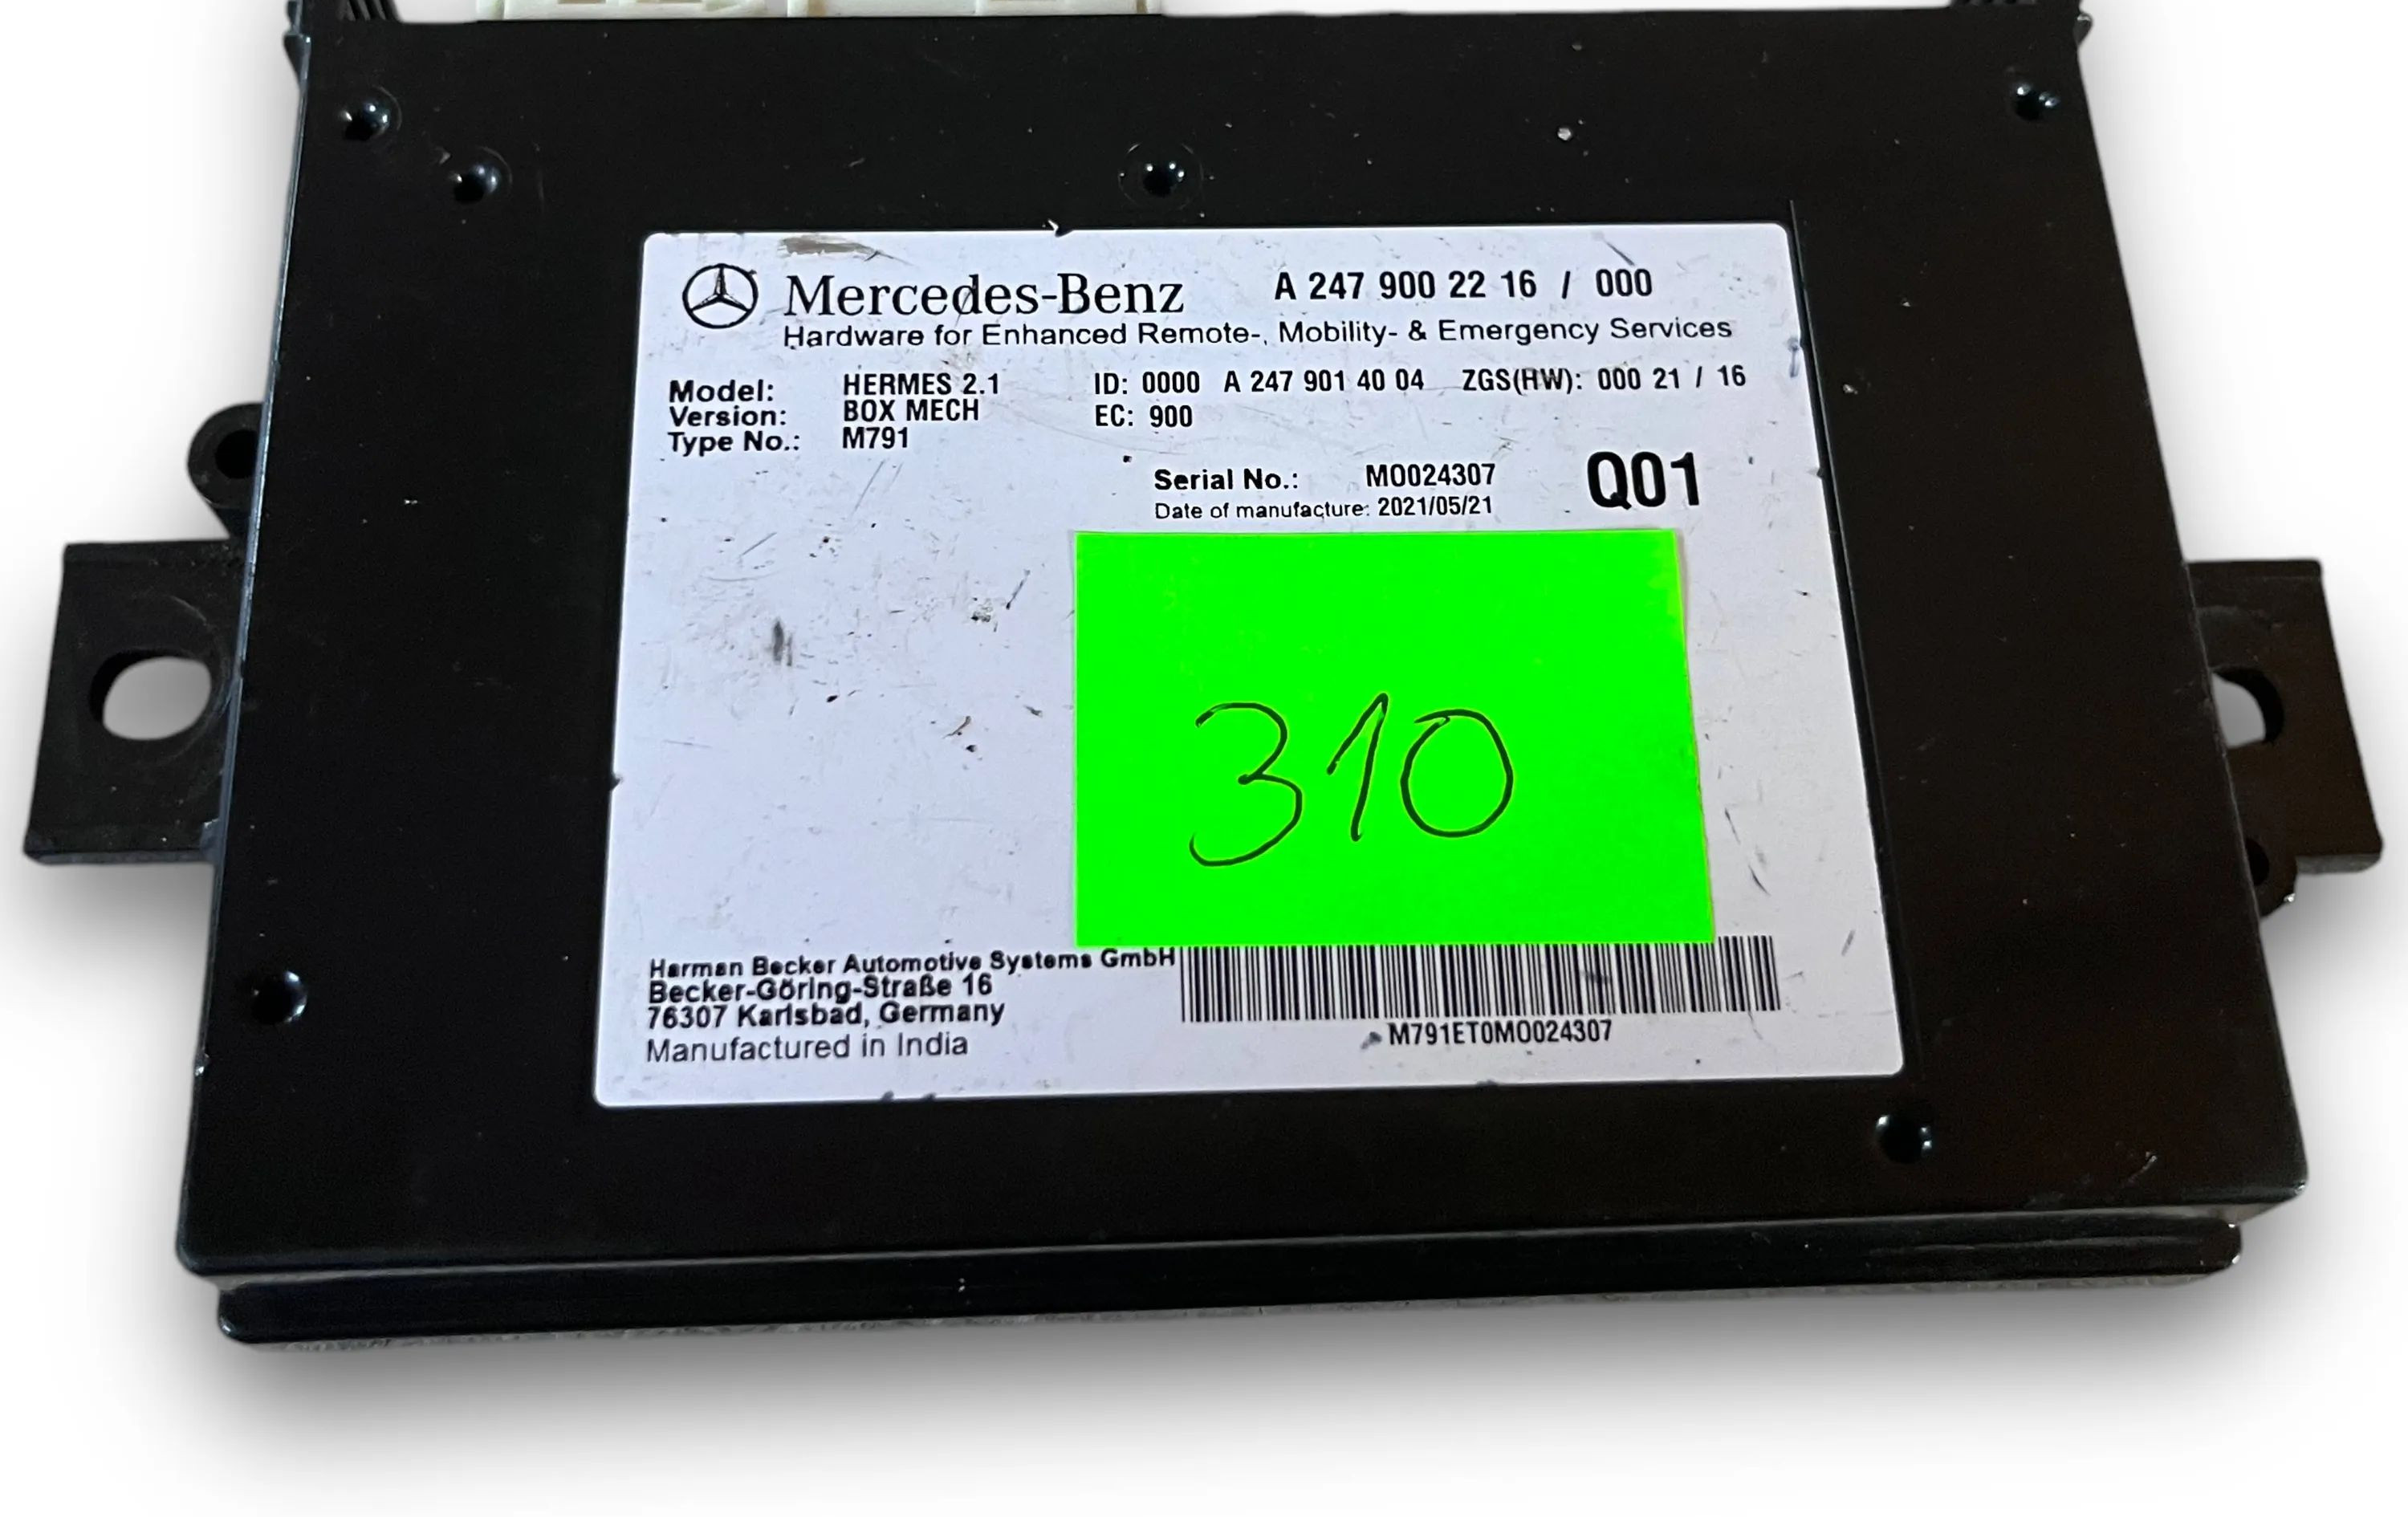 Mercedes-Benz A 247 900 22 16 / 000
Hardware for Enhanced Remote-, Mobility- & Emergency Services
Model: HERMES 2.1 ID: 0000 A 247 901 40 04 ZGS(HW): 000 21 / 16
Version: BOX MECH EC: 900
Type No.: M791
Serial No.: M0024307 Q01
Date of manufacture: 2021/05/21
310
Harman Becker Automotive Systems GmbH
Becker-Göring-Straße 16
76307 Karlsbad, Germany
Manufactured in India
M791ET0M0024307